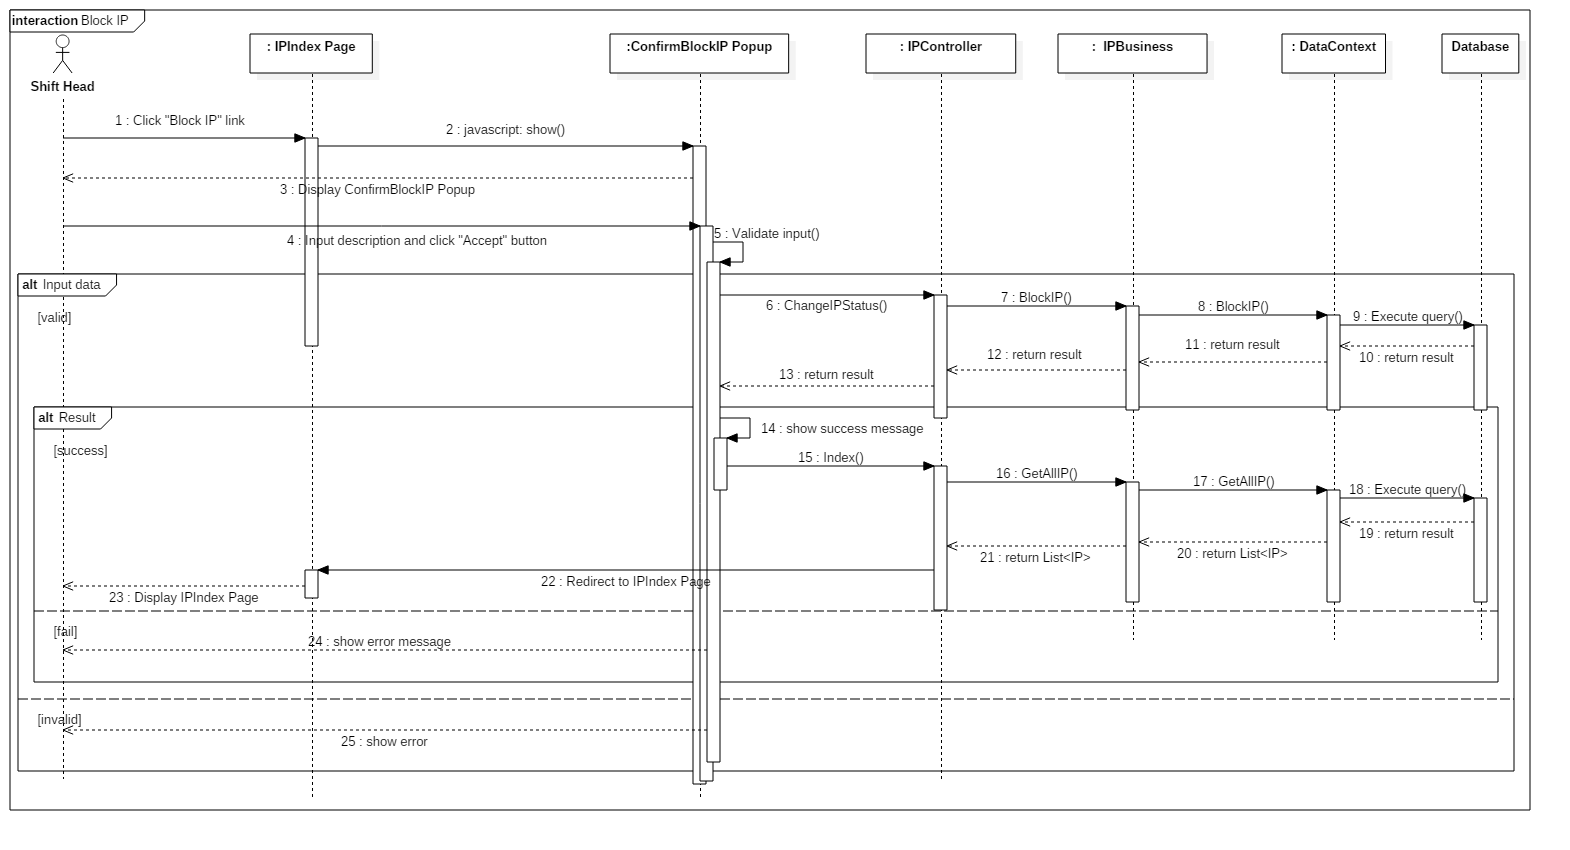 interaction Block IP
Shift Head
: IPIndex Page
:ConfirmBlockIP Popup
: IPController
: IPBusiness
: DataContext
Database
1 : Click "Block IP" link
2 : javascript: show()
3 : Display ConfirmBlockIP Popup
4 : Input description and click "Accept" button
5 : Validate input()
alt Input data
[valid]
6 : ChangeIPStatus()
7 : BlockIP()
8 : BlockIP()
9 : Execute query()
10 : return result
11 : return result
12 : return result
13 : return result
alt Result
[success]
14 : show success message
15 : Index()
16 : GetAllIP()
17 : GetAllIP()
18 : Execute query()
19 : return result
20 : return List<IP>
21 : return List<IP>
22 : Redirect to IPIndex Page
23 : Display IPIndex Page
[fail]
24 : show error message
[invalid]
25 : show error